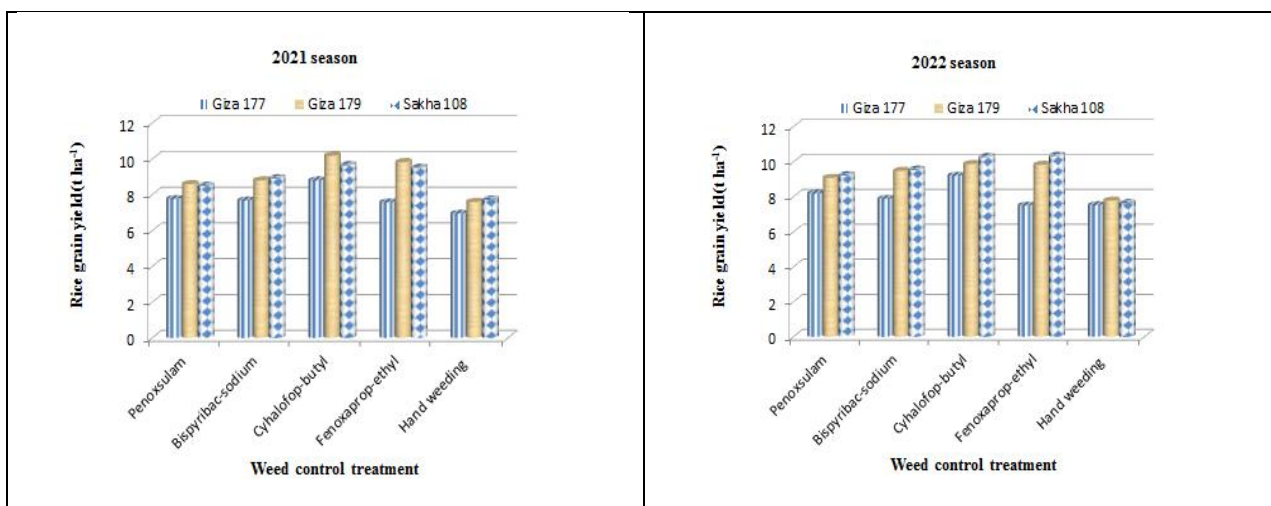 2021 season
Giza 177 Giza 179 Sakha 108
Rice grain yield(t ha⁻¹)
12
10
8
6
4
2
0
Penoxsulam
Bispyribac-sodium
Cyhalofop-butyl
Fenoxaprop-ethyl
Hand weeding
Weed control treatment
2022 season
Giza 177 Giza 179 Sakha 108
Rice grain yield(t ha⁻¹)
12
10
8
6
4
2
0
Penoxsulam
Bispyribac-sodium
Cyhalofop-butyl
Fenoxaprop-ethyl
Hand weeding
Weed control treatment